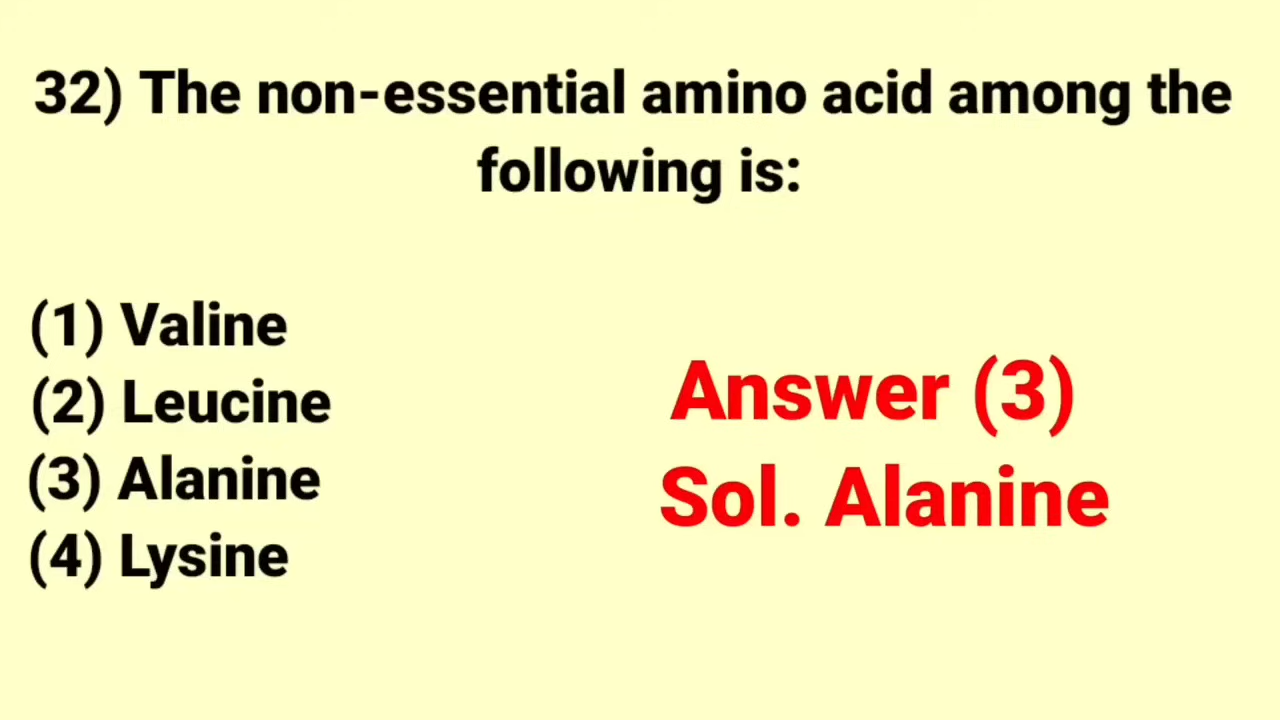 32) The non-essential amino acid among the
following is:
(1) Valine
(2) Leucine
(3) Alanine
(4) Lysine
Answer (3)
Sol. Alanine